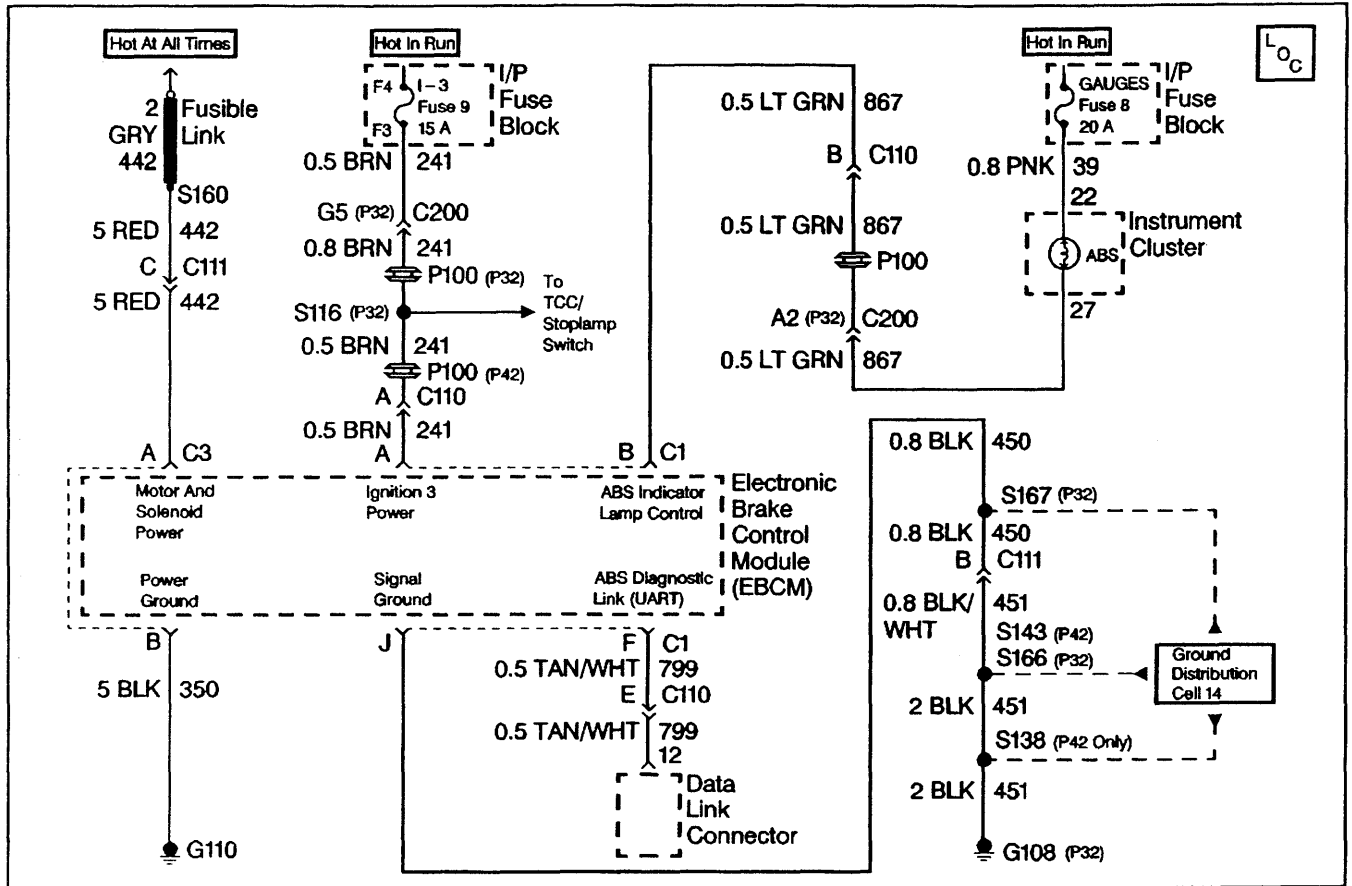 Hot At All Times
2
GRY
442
Fusible
Link
S160
5 RED 442
C C111
5 RED 442
A C3
Hot In Run
F4
I-3
Fuse 9
F3 15 A
I/P
Fuse
Block
0.5 BRN 241
G5 (P32) C200
0.8 BRN 241
P100 (P32)
S116 (P32)
To
TCC/
Stoplamp
Switch
0.5 BRN 241
P100 (P42)
A C110
0.5 BRN 241
A
0.5 LT GRN 867
B C110
0.5 LT GRN 867
P100
A2 (P32) C200
0.5 LT GRN 867
B C1
Hot In Run
GAUGES
Fuse 8
20 A
I/P
Fuse
Block
0.8 PNK 39
22
Instrument
Cluster
ABS
27
L
O
C
Motor And
Solenoid
Power
Ignition 3
Power
ABS Indicator
Lamp Control
Power
Ground
Signal
Ground
ABS Diagnostic
Link (UART)
Electronic
Brake
Control
Module
(EBCM)
B
5 BLK 350
G110
J
F C1
0.5 TAN/WHT 799
E C110
0.5 TAN/WHT 799
12
Data
Link
Connector
0.8 BLK 450
S167 (P32)
0.8 BLK 450
B C111
0.8 BLK/
WHT
451
S143 (P42)
S166 (P32)
Ground
Distribution
Cell 14
2 BLK 451
S138 (P42 Only)
2 BLK 451
G108 (P32)